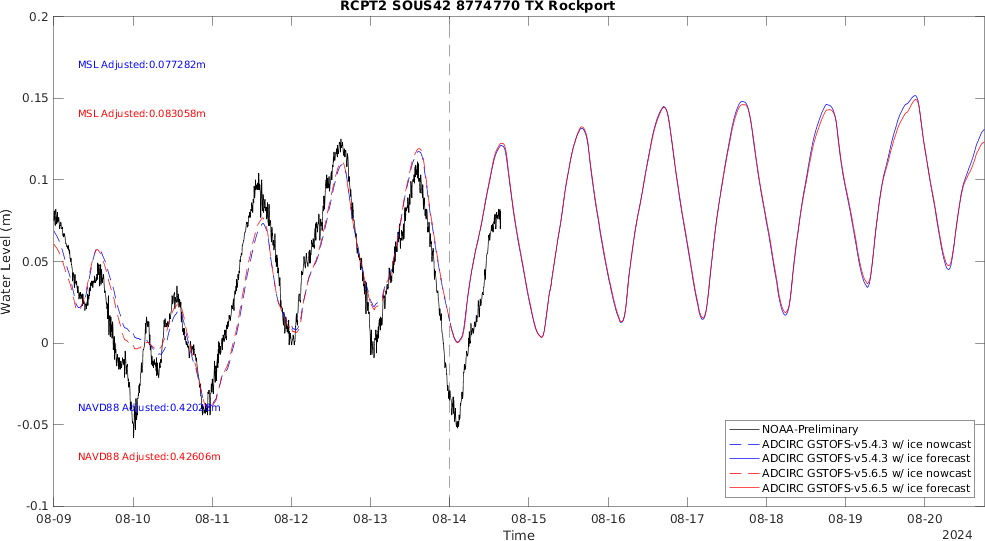 RCPT2 SOUS42 8774770 TX Rockport
Water Level (m)
0.2
0.15
0.1
0.05
0
-0.05
-0.1
MSL Adjusted:0.077282m
MSL Adjusted:0.083058m
NAVD88 Adjusted:0.4202 m
NAVD88 Adjusted:0.42606m
NOAA-Preliminary
ADCIRC GSTOFS-v5.4.3 w/ ice nowcast
ADCIRC GSTOFS-v5.4.3 w/ ice forecast
ADCIRC GSTOFS-v5.6.5 w/ ice nowcast
ADCIRC GSTOFS-v5.6.5 w/ ice forecast
08-09 08-10 08-11 08-12 08-13 08-14 08-15 08-16 08-17 08-18 08-19 08-20
Time
2024